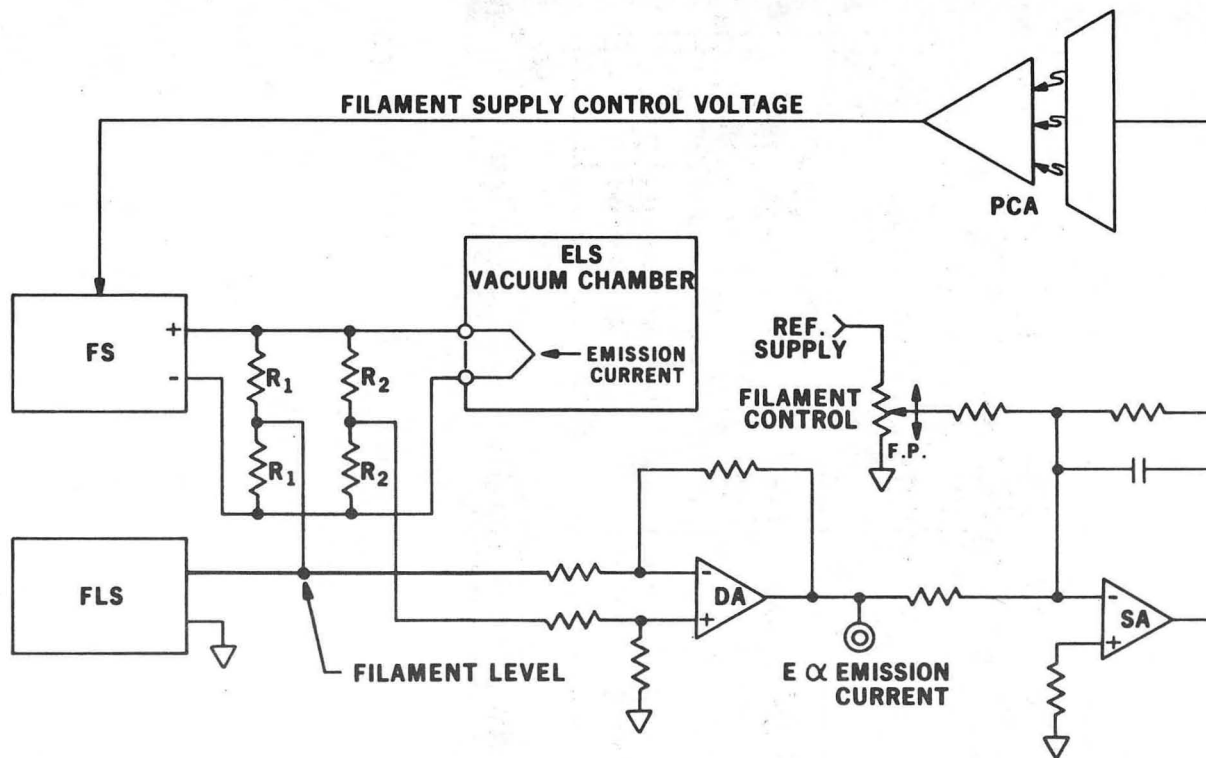 FILAMENT SUPPLY CONTROL VOLTAGE
PCA
ELS
VACUUM CHAMBER
FS
+
-
R1
R2
R1
R2
EMISSION
CURRENT
REF.
SUPPLY
FILAMENT
CONTROL
F.P.
FLS
FILAMENT LEVEL
-
DA
+
E ∝ EMISSION
CURRENT
-
SA
+